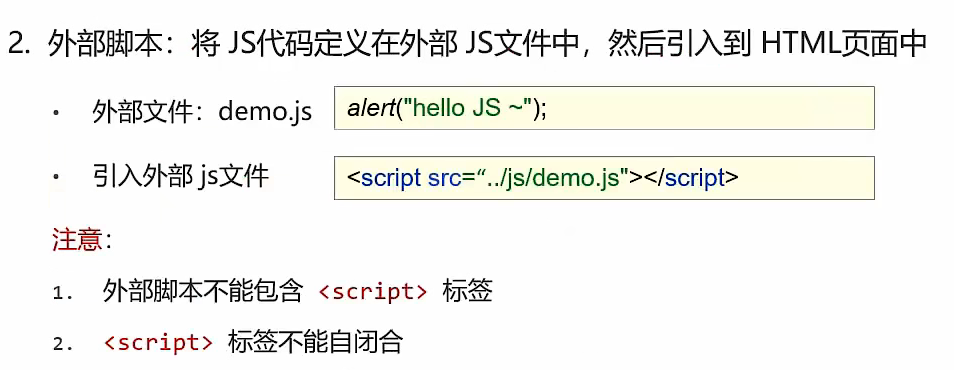 2. 外部脚本：将 JS代码定义在外部 JS文件中，然后引入到 HTML页面中
• 外部文件：demo.js alert("hello JS ~");
• 引入外部 js文件 <script src=“../js/demo.js"></script>
注意：
1. 外部脚本不能包含 <script> 标签
2. <script> 标签不能自闭合